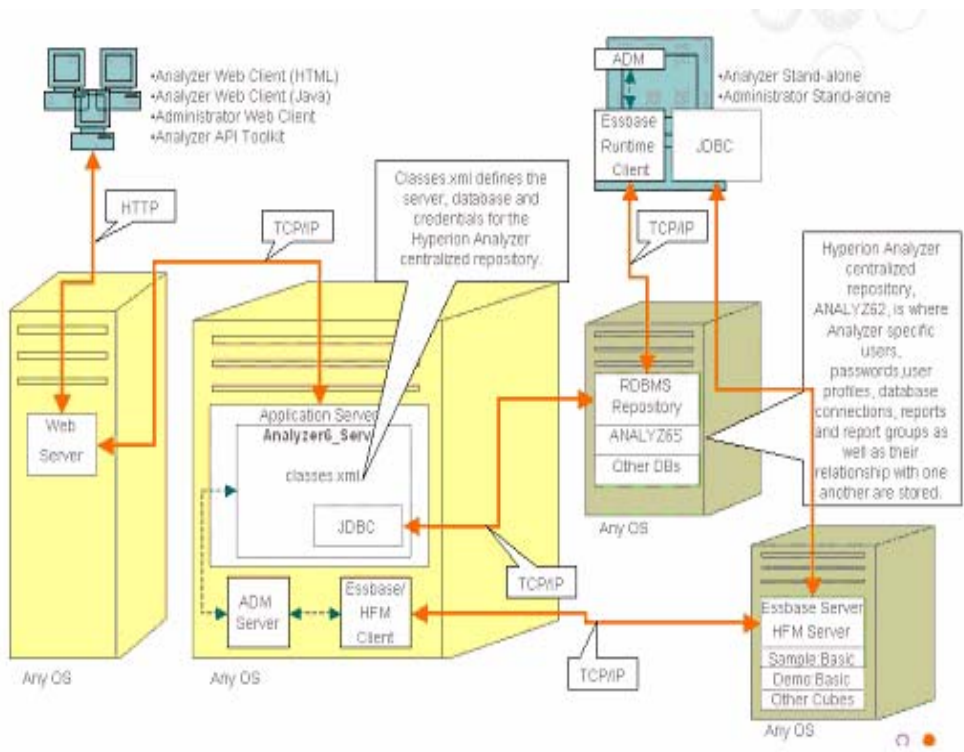 •Analyzer Web Client (HTML)
•Analyzer Web Client (Java)
•Administrator Web Client
•Analyzer API Toolkit
ADM
Essbase
Runtime
Client
JDBC
•Analyzer Stand-alone
•Administrator Stand-alone
HTTP
TCP/IP
Classes.xml defines the
server, database and
credentials for the
Hyperion Analyzer
centralized repository.
TCP/IP
Hyperion Analyzer
centralized
repository,
ANALYZ62, is where
Analyzer specific
users,
passwords,user
profiles, database
connections, reports
and report groups as
well as their
relationship with one
another are stored.
Web
Server
Any OS
Application Server
Analyzer6_Serv
classes.xml
JDBC
ADM
Server
Essbase/
HFM
Client
Any OS
RDBMS
Repository
ANALYZ65
Other DBs
Any OS
TCP/IP
TCP/IP
Essbase Server
HFM Server
Sample:Basic
Demo:Basic
Other Cubes
Any OS